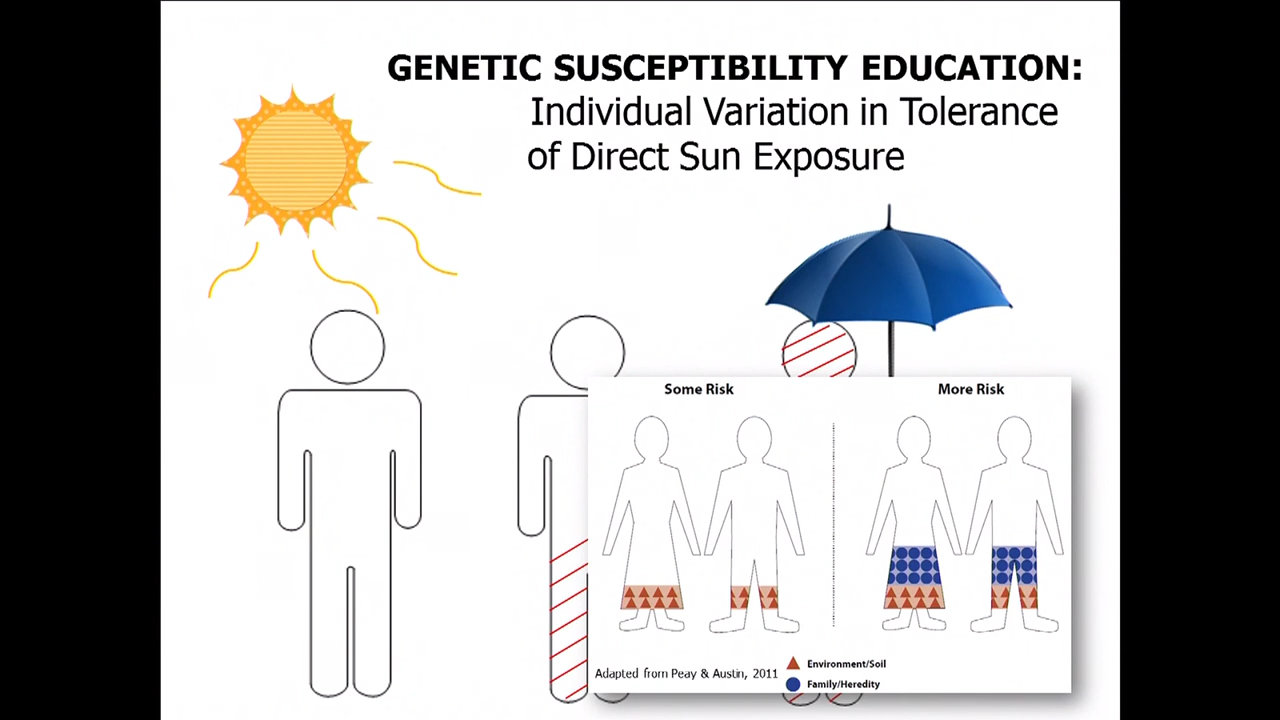 GENETIC SUSCEPTIBILITY EDUCATION:
Individual Variation in Tolerance
of Direct Sun Exposure
Some Risk
More Risk
Adapted from Peay & Austin, 2011
Environment/Soil
Family/Heredity